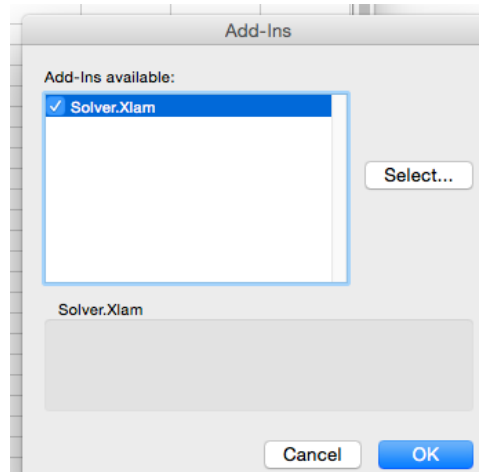 Add-Ins
Add-Ins available:
Solver.Xlam
Select...
Solver.Xlam
Cancel
OK